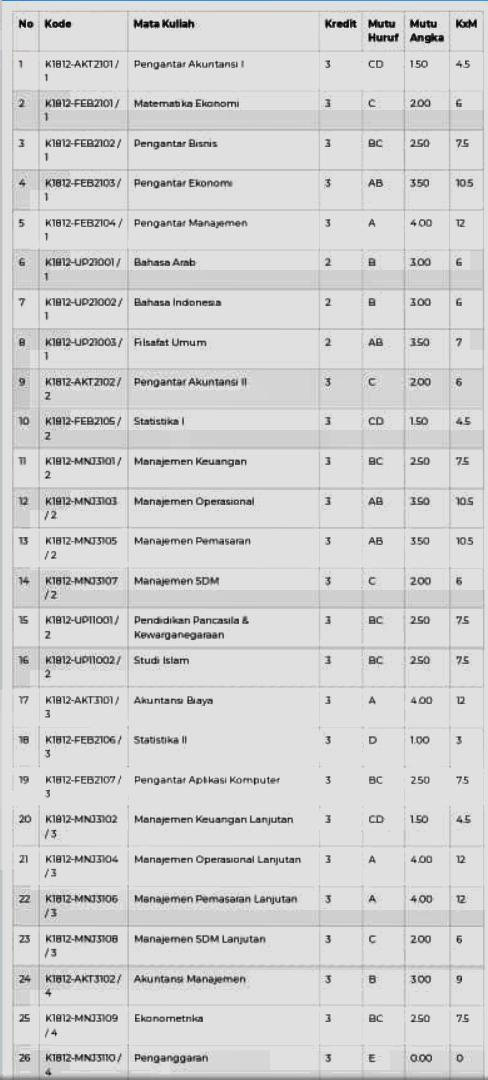 No Kode Mata Kuliah Kredit Mutu Huruf Mutu Angka KxM
1 K1812-AKT2101 / 1 Pengantar Akuntansi I 3 CD 1.50 4.5
2 K1812-FEB2101 / 1 Matematika Ekonomi 3 C 2.00 6
3 K1812-FEB2102 / 1 Pengantar Bisnis 3 BC 2.50 7.5
4 K1812-FEB2103 / 1 Pengantar Ekonomi 3 AB 3.50 10.5
5 K1812-FEB2104 / 1 Pengantar Manajemen 3 A 4.00 12
6 K1812-UP21001 / 1 Bahasa Arab 2 B 3.00 6
7 K1812-UP21002 / 1 Bahasa Indonesia 2 B 3.00 6
8 K1812-UP21003 / 1 Filsafat Umum 2 AB 3.50 7
9 K1812-AKT2102 / 2 Pengantar Akuntansi II 3 C 2.00 6
10 K1812-FEB2105 / 2 Statistika I 3 CD 1.50 4.5
11 K1812-MNJ3101 / 2 Manajemen Keuangan 3 BC 2.50 7.5
12 K1812-MNJ3103 / 2 Manajemen Operasional 3 AB 3.50 10.5
13 K1812-MNJ3105 / 2 Manajemen Pemasaran 3 AB 3.50 10.5
14 K1812-MNJ3107 / 2 Manajemen SDM 3 C 2.00 6
15 K1812-UP11001 / 2 Pendidikan Pancasila & Kewarganegaraan 3 BC 2.50 7.5
16 K1812-UP11002 / 2 Studi Islam 3 BC 2.50 7.5
17 K1812-AKT3101 / 3 Akuntansi Biaya 3 A 4.00 12
18 K1812-FEB2106 / 3 Statistika II 3 D 1.00 3
19 K1812-FEB2107 / 3 Pengantar Aplikasi Komputer 3 BC 2.50 7.5
20 K1812-MNJ3102 / 3 Manajemen Keuangan Lanjutan 3 CD 1.50 4.5
21 K1812-MNJ3104 / 3 Manajemen Operasional Lanjutan 3 A 4.00 12
22 K1812-MNJ3106 / 3 Manajemen Pemasaran Lanjutan 3 A 4.00 12
23 K1812-MNJ3108 / 3 Manajemen SDM Lanjutan 3 C 2.00 6
24 K1812-AKT3102 / 4 Akuntansi Manajemen 3 B 3.00 9
25 K1812-MNJ3109 / 4 Ekonometrika 3 BC 2.50 7.5
26 K1812-MNJ3110 / 4 Penganggaran 3 E 0.00 0